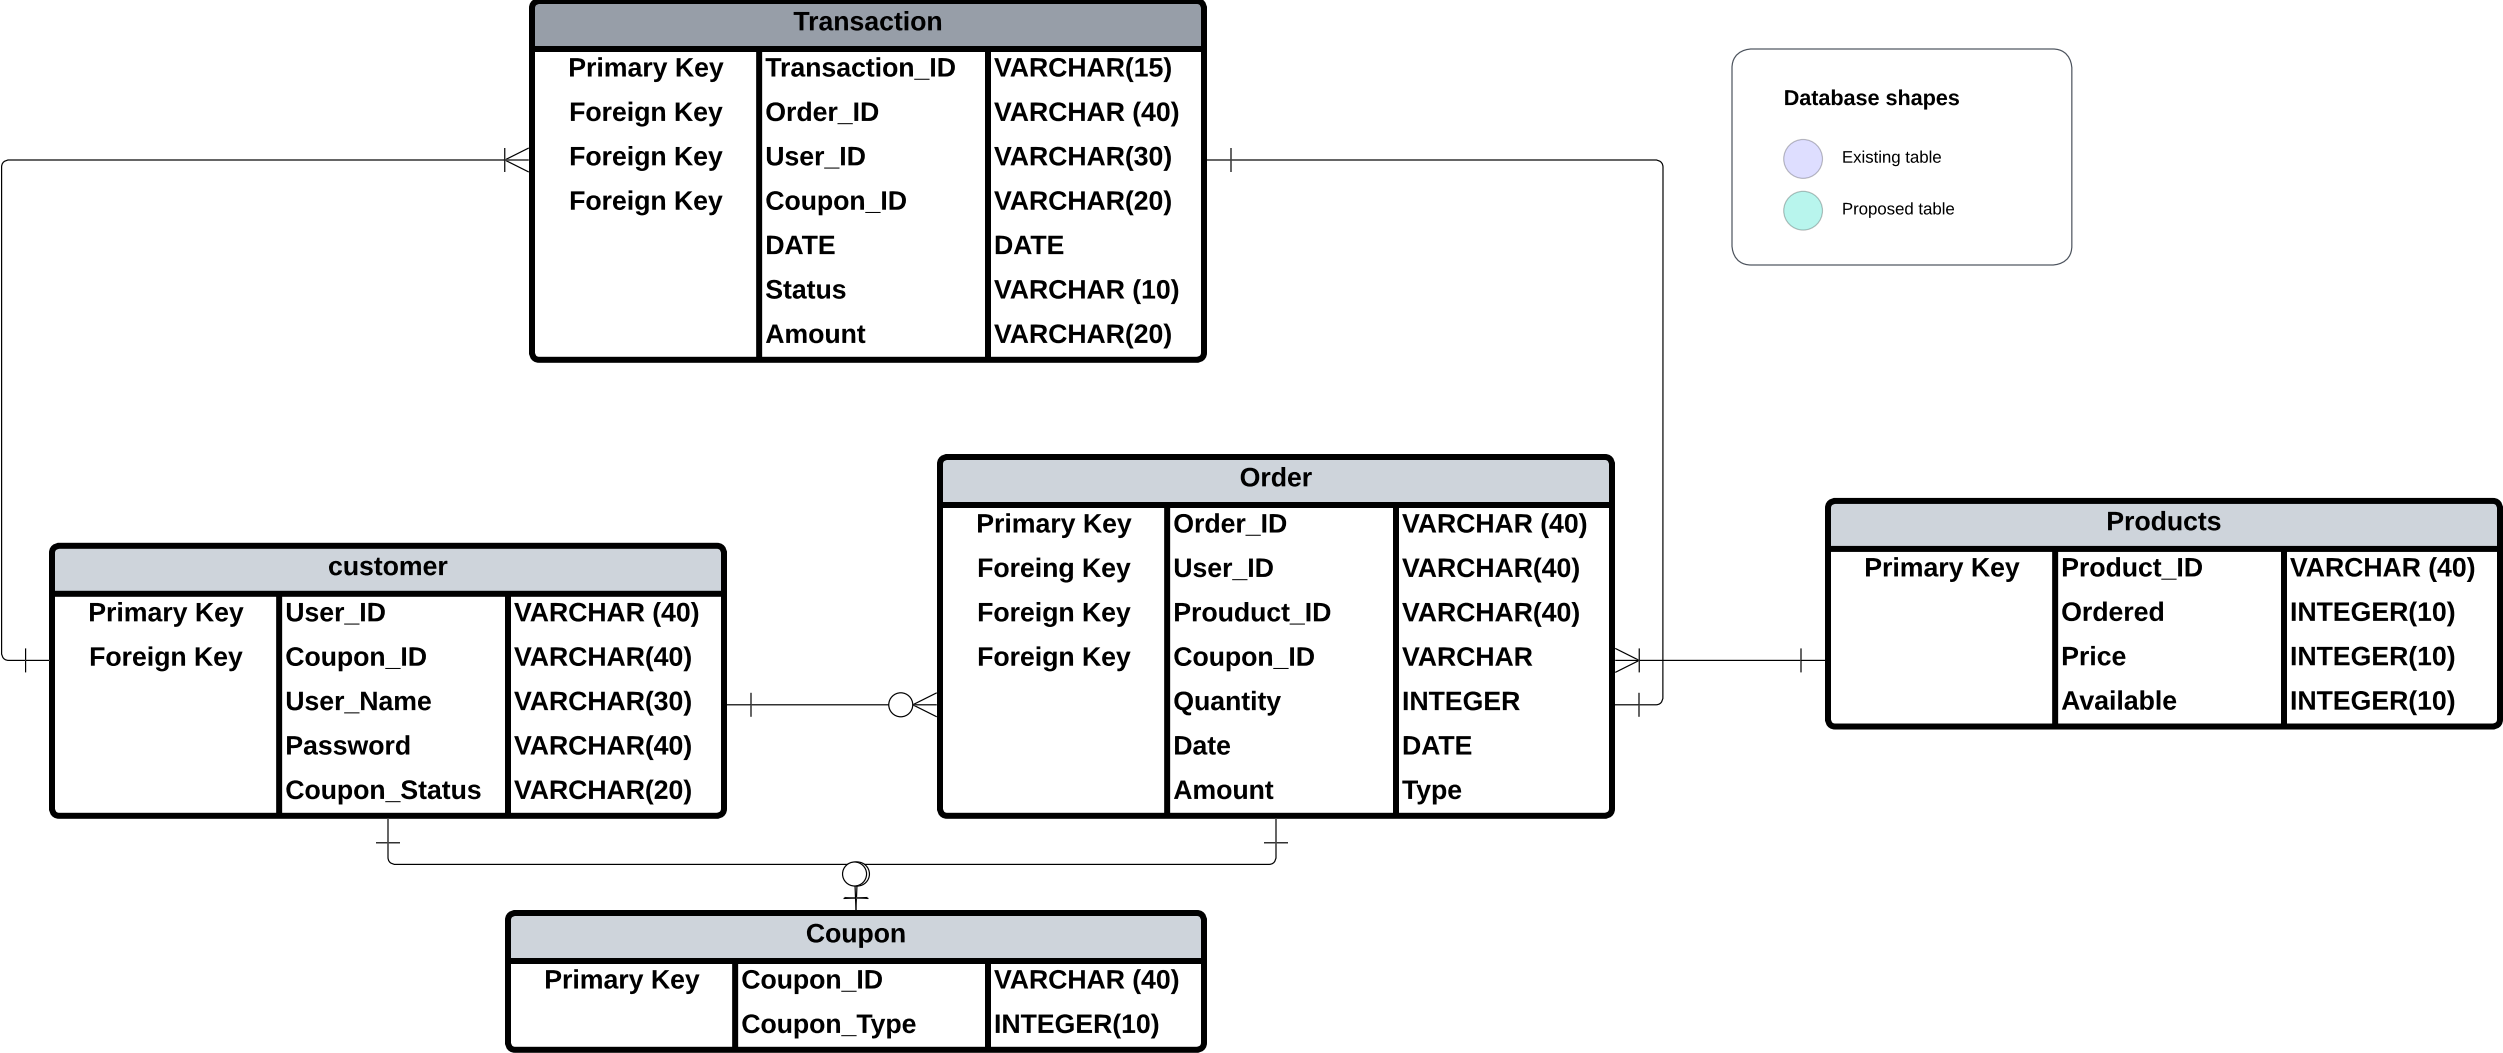 Transaction
Primary Key Transaction_ID VARCHAR(15)
Foreign Key Order_ID VARCHAR (40)
Foreign Key User_ID VARCHAR(30)
Foreign Key Coupon_ID VARCHAR(20)
DATE DATE
Status VARCHAR (10)
Amount VARCHAR(20)
Database shapes
Existing table
Proposed table
Order
Primary Key Order_ID VARCHAR (40)
Foreing Key User_ID VARCHAR(40)
Foreign Key Prouduct_ID VARCHAR(40)
Foreign Key Coupon_ID VARCHAR
Quantity INTEGER
Date DATE
Amount Type
Products
Primary Key Product_ID VARCHAR (40)
Ordered INTEGER(10)
Price INTEGER(10)
Available INTEGER(10)
customer
Primary Key User_ID VARCHAR (40)
Foreign Key Coupon_ID VARCHAR(40)
User_Name VARCHAR(30)
Password VARCHAR(40)
Coupon_Status VARCHAR(20)
Coupon
Primary Key Coupon_ID VARCHAR (40)
Coupon_Type INTEGER(10)